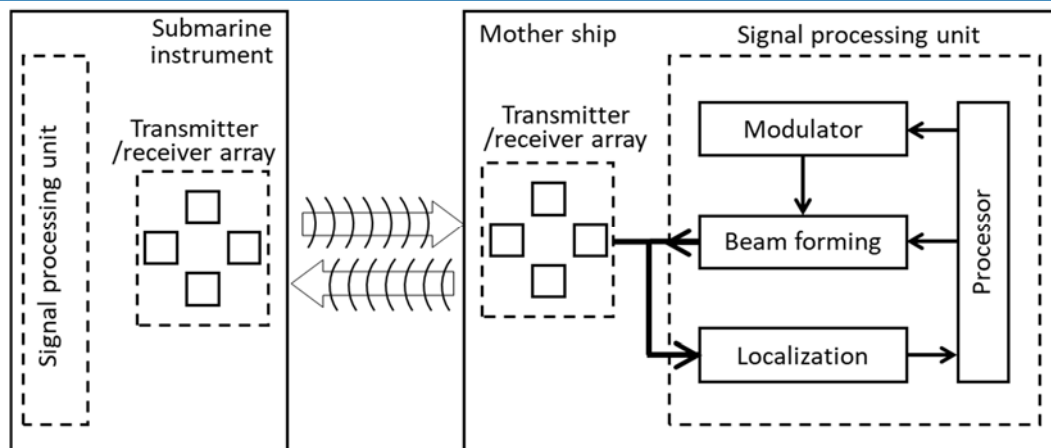 Submarine
instrument
Signal processing unit
Transmitter
/receiver array
Mother ship
Transmitter
/receiver array
Signal processing unit
Modulator
Beam forming
Localization
Processor